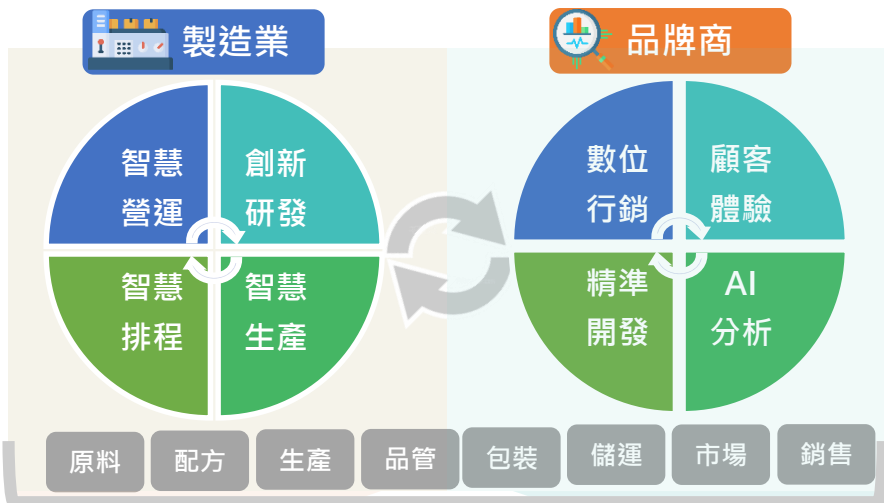 製造業
品牌商
智慧
營運
創新
研發
智慧
排程
智慧
生產
數位
行銷
顧客
體驗
精準
開發
AI
分析
原料
配方
生產
品管
包裝
儲運
市場
銷售